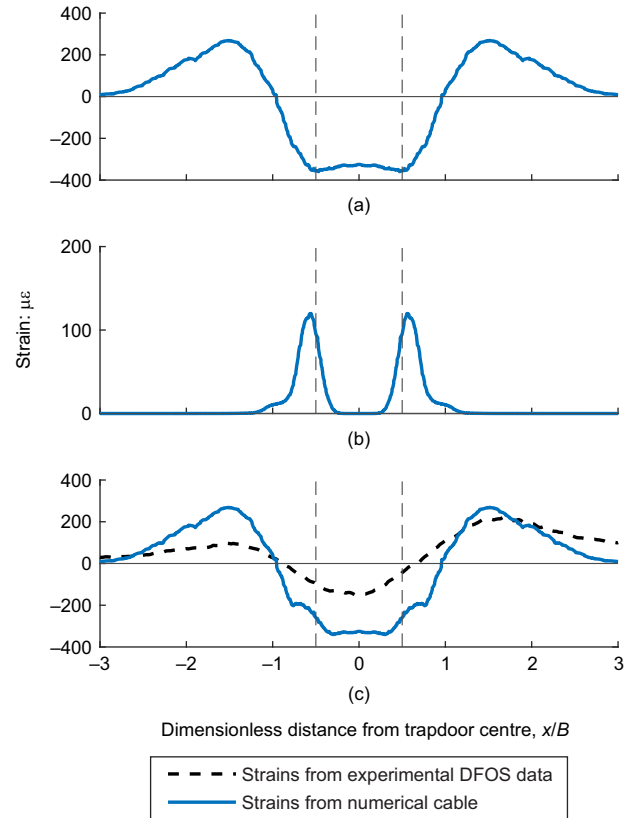 400
200
0
–200
–400
(a)
200
100
0
(b)
Strain: με
400
200
0
–200
–400
–3 –2 –1 0 1 2 3
(c)
Dimensionless distance from trapdoor centre, x/B
Strains from experimental DFOS data
Strains from numerical cable